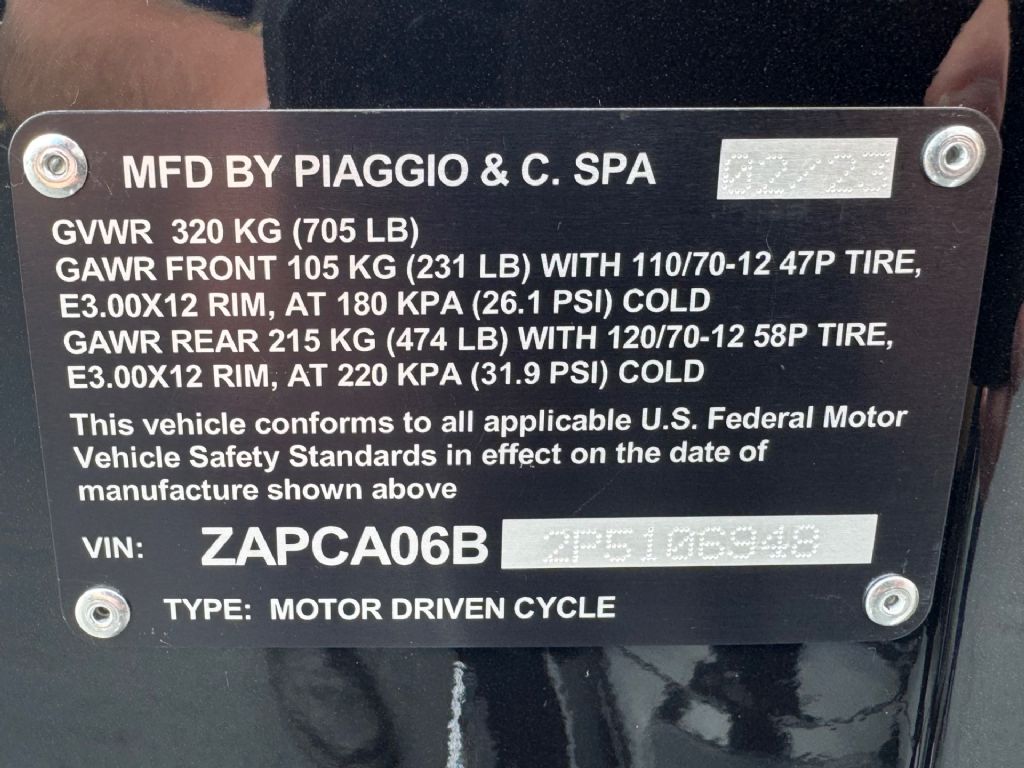 MFD BY PIAGGIO & C. SPA 02/23
GVWR 320 KG (705 LB)
GAWR FRONT 105 KG (231 LB) WITH 110/70-12 47P TIRE,
E3.00X12 RIM, AT 180 KPA (26.1 PSI) COLD
GAWR REAR 215 KG (474 LB) WITH 120/70-12 58P TIRE,
E3.00X12 RIM, AT 220 KPA (31.9 PSI) COLD
This vehicle conforms to all applicable U.S. Federal Motor
Vehicle Safety Standards in effect on the date of
manufacture shown above
VIN: ZAPCA06B 2P5106948
TYPE: MOTOR DRIVEN CYCLE